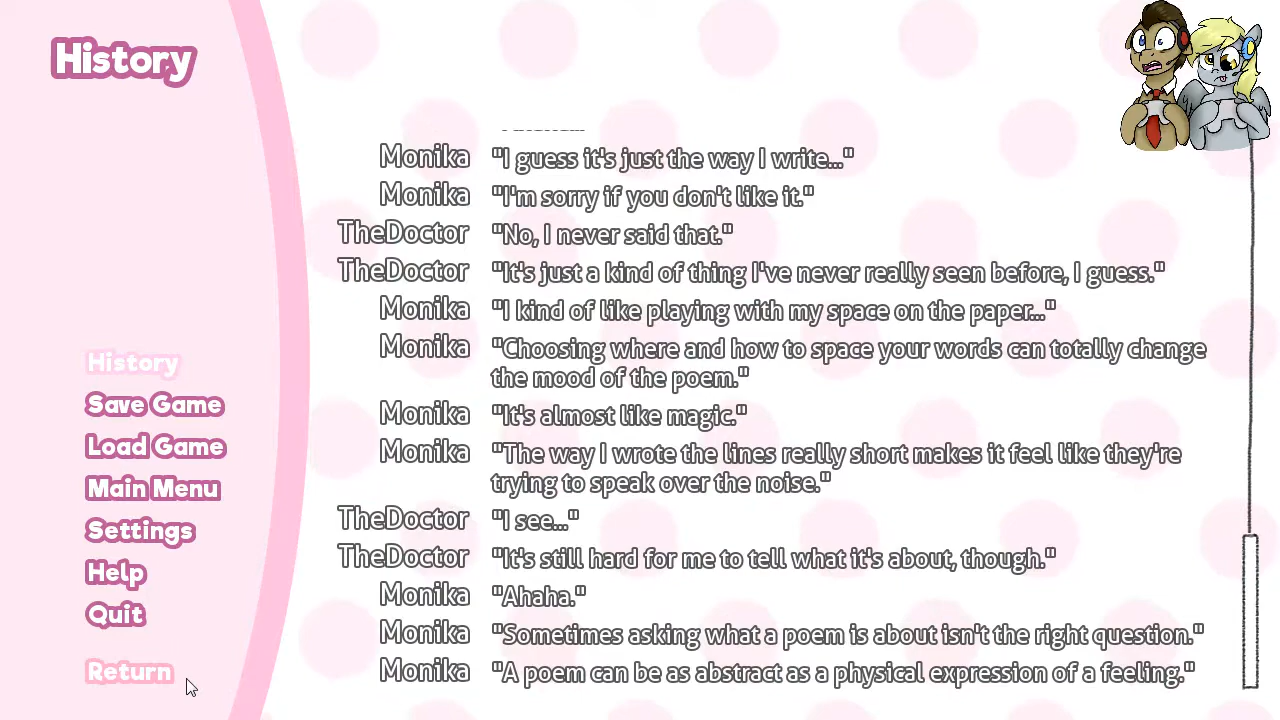 History
Monika "I guess it's just the way I write..."
Monika "I'm sorry if you don't like it."
TheDoctor "No, I never said that."
TheDoctor "It's just a kind of thing I've never really seen before, I guess."
Monika "I kind of like playing with my space on the paper..."
Monika "Choosing where and how to space your words can totally change
the mood of the poem."
Monika "It's almost like magic."
Monika "The way I wrote the lines really short makes it feel like they're
trying to speak over the noise."
TheDoctor "I see..."
TheDoctor "It's still hard for me to tell what it's about, though."
Monika "Ahaha."
Monika "Sometimes asking what a poem is about isn't the right question."
Monika "A poem can be as abstract as a physical expression of a feeling."
History
Save Game
Load Game
Main Menu
Settings
Help
Quit
Return